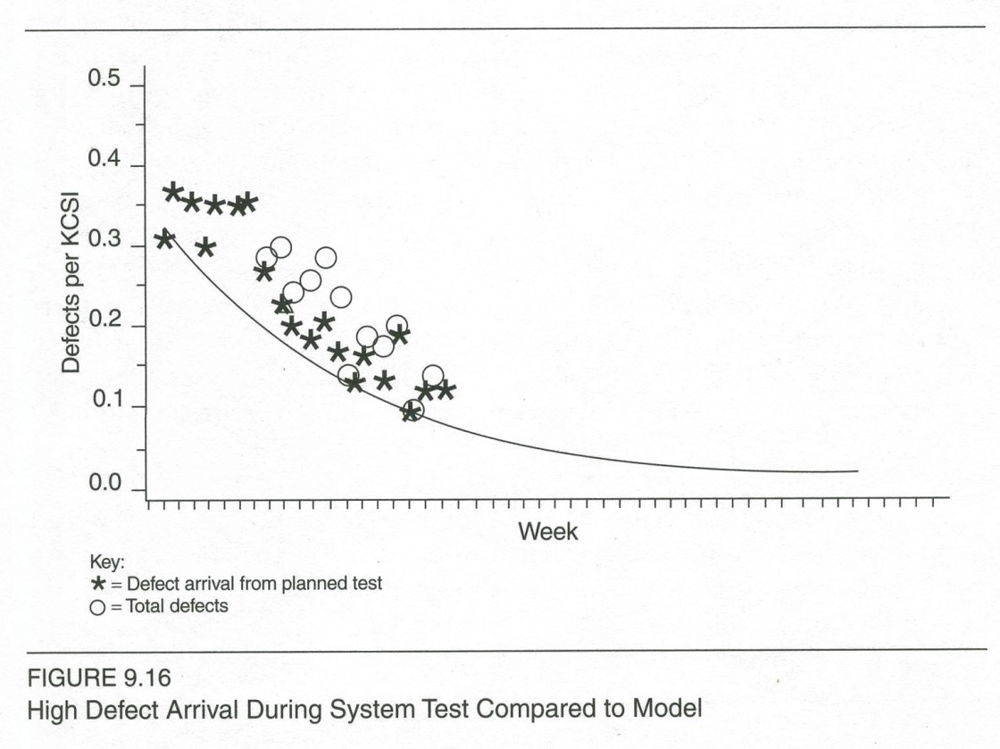 0.5
0.4
0.3
0.2
0.1
0.0
Defects per KCSI
Week
Key:
* = Defect arrival from planned test
○ = Total defects
FIGURE 9.16
High Defect Arrival During System Test Compared to Model